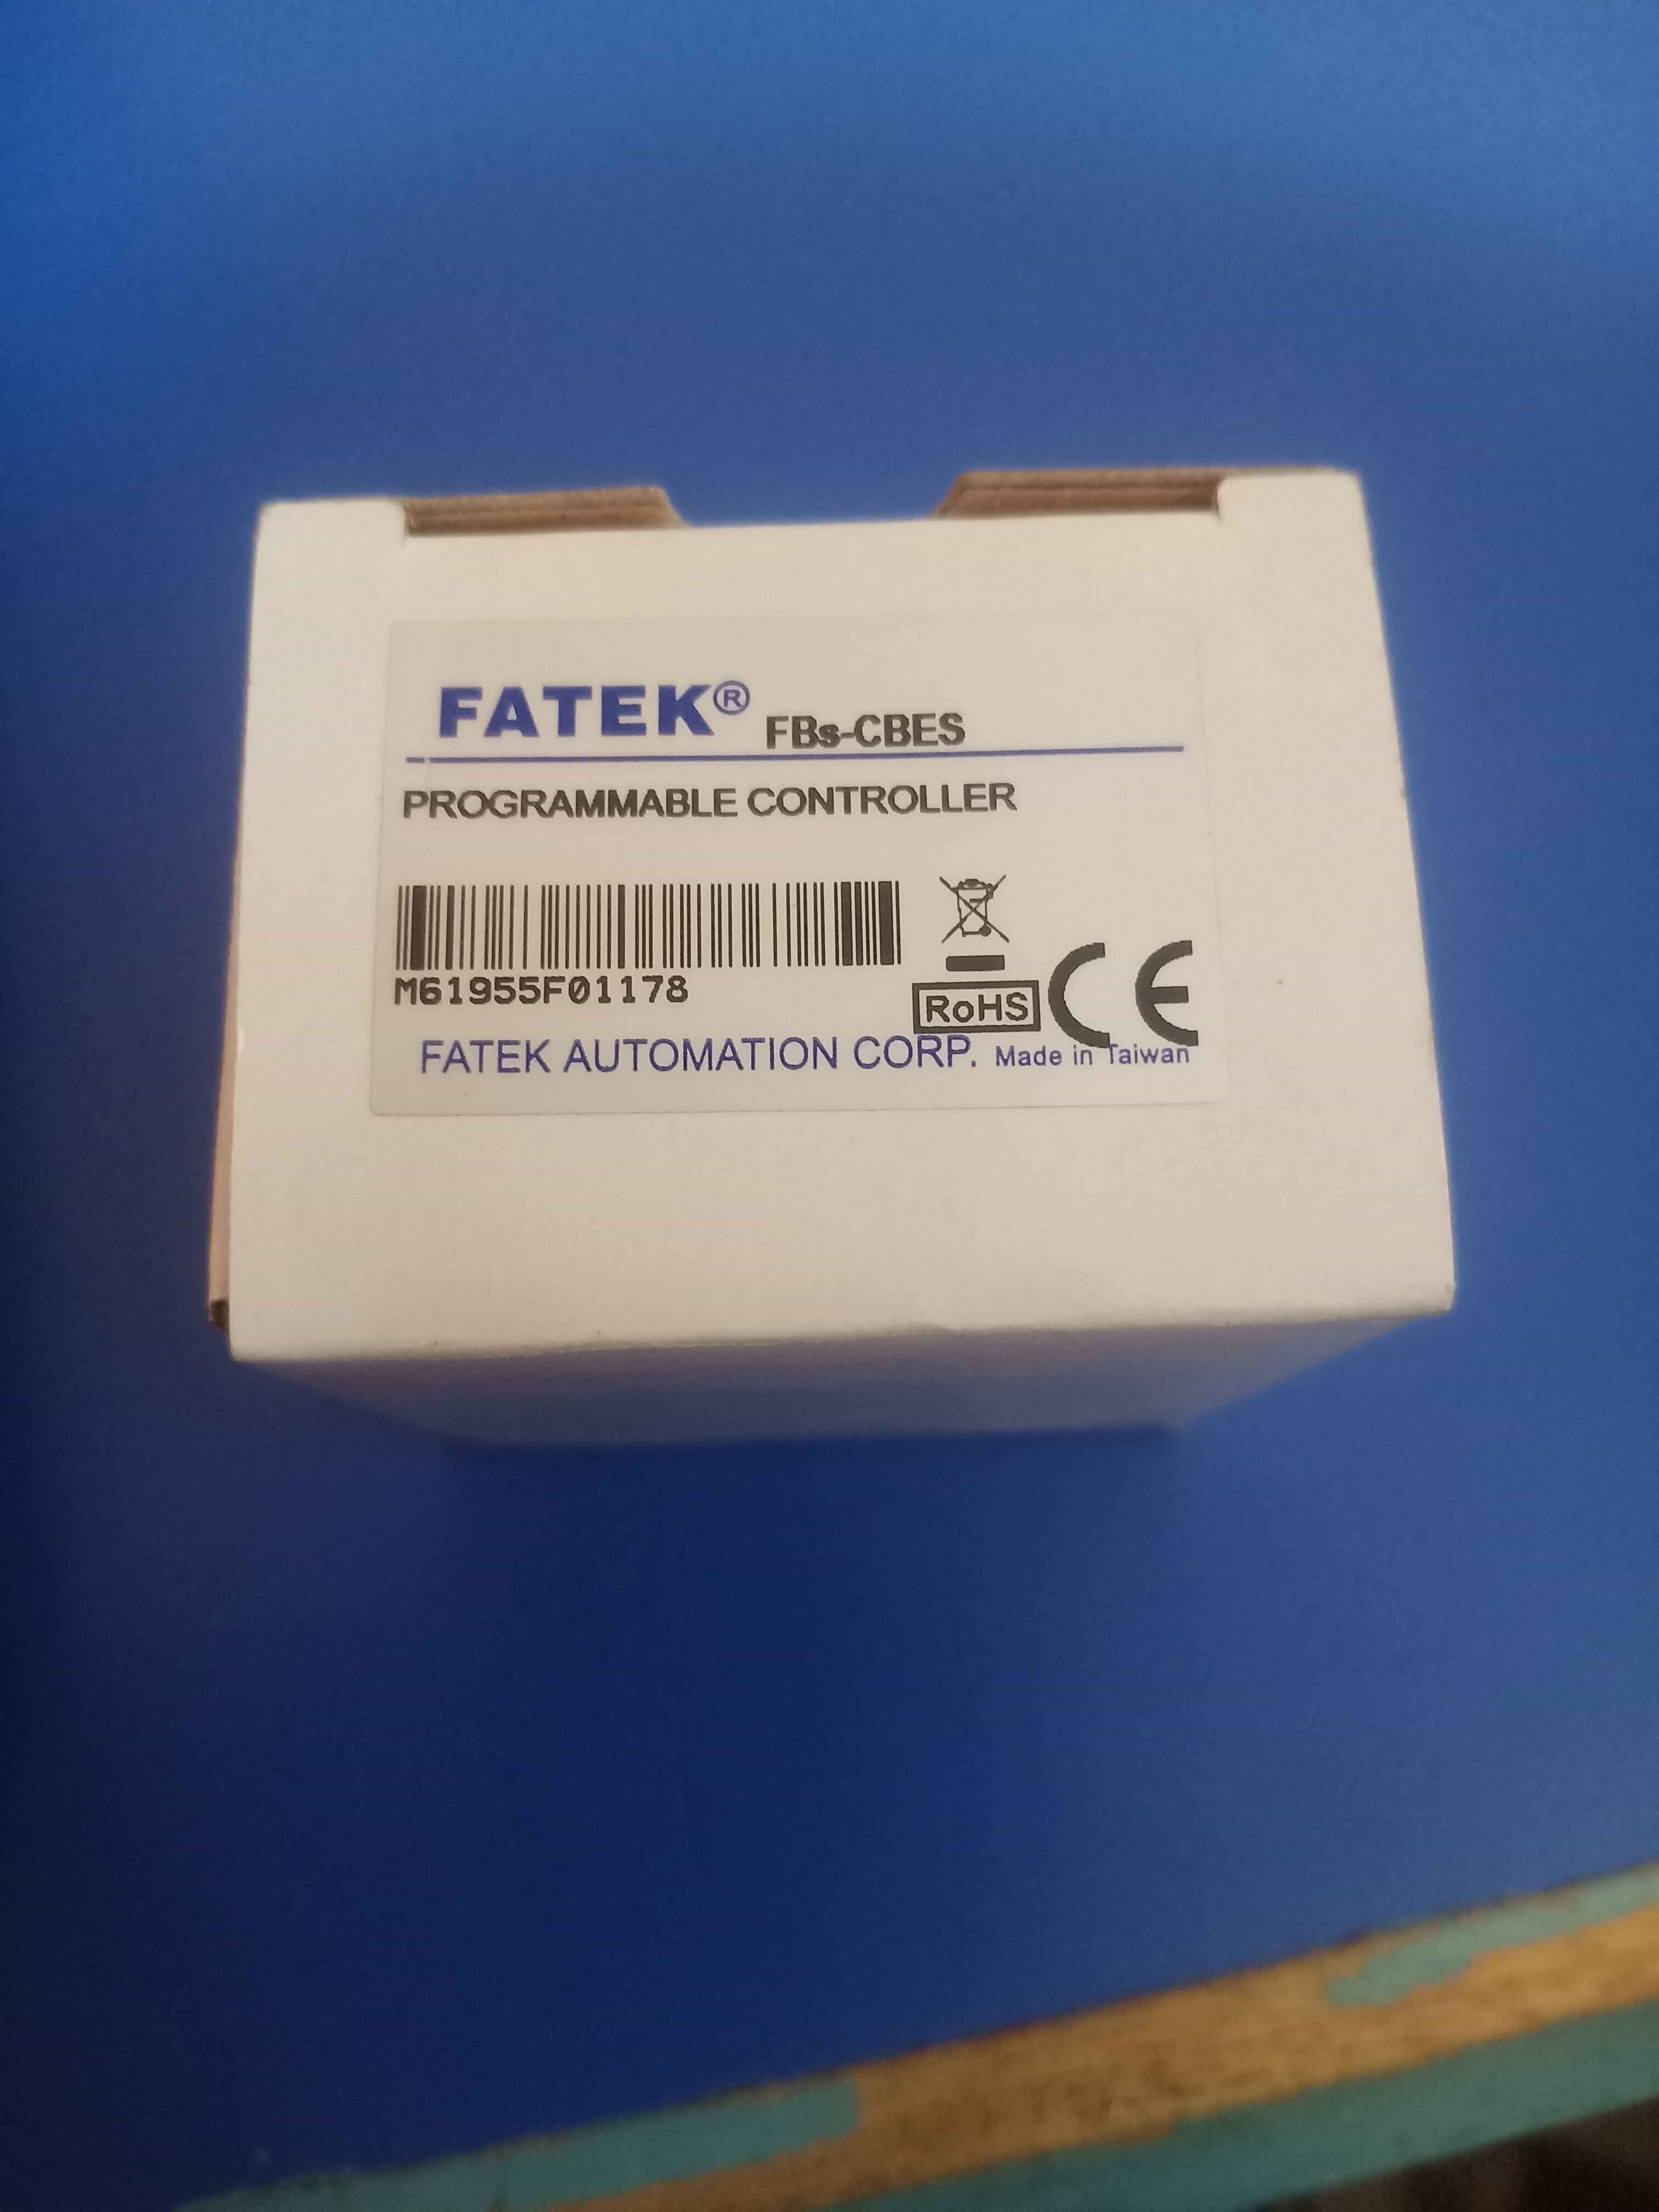 FATEK® FBs-CBES
PROGRAMMABLE CONTROLLER
M61955F01178
RoHS CE
FATEK AUTOMATION CORP. Made in Taiwan